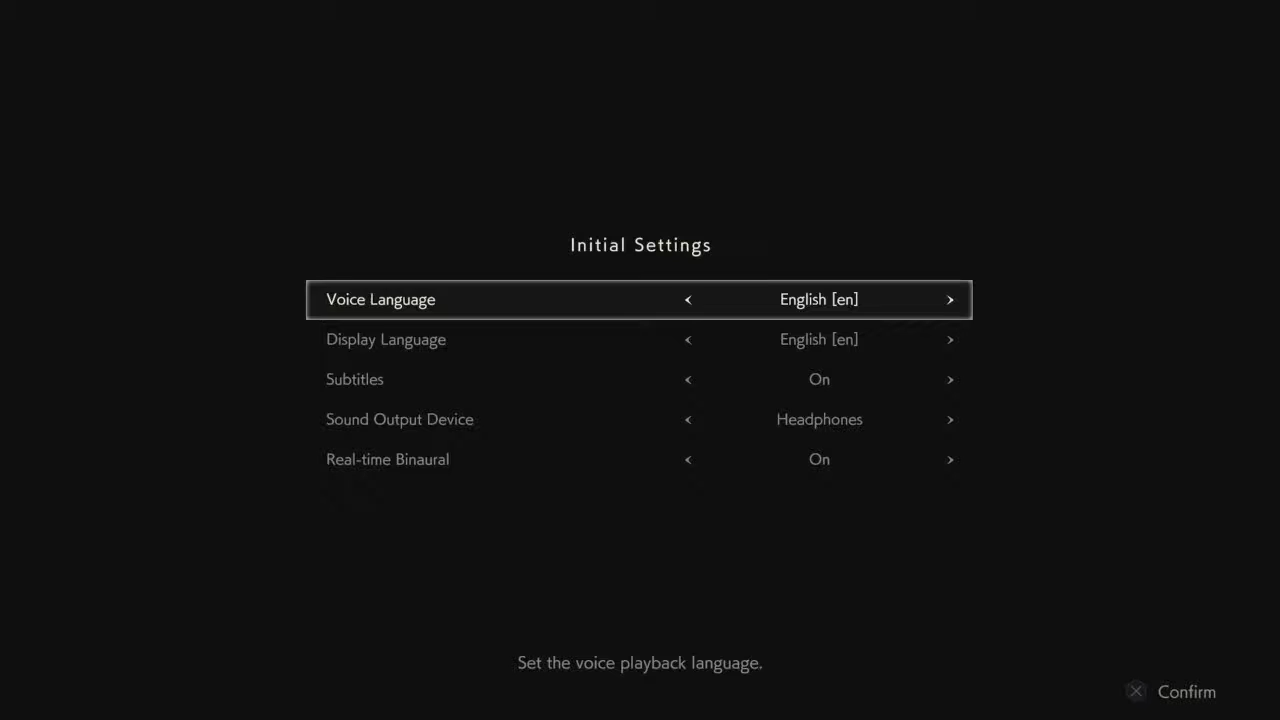 Initial Settings
Voice Language < English [en] >
Display Language < English [en] >
Subtitles < On >
Sound Output Device < Headphones >
Real-time Binaural < On >
Set the voice playback language.
Confirm